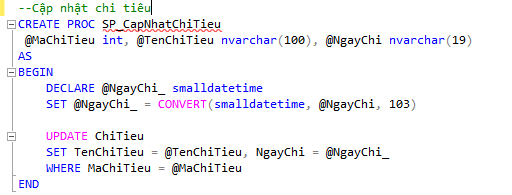 --Cập nhật chi tiêu
CREATE PROC SP_CapNhatChiTieu
@MaChiTieu int, @TenChiTieu nvarchar(100), @NgayChi nvarchar(19)
AS
BEGIN
DECLARE @NgayChi_ smalldatetime
SET @NgayChi_ = CONVERT(smalldatetime, @NgayChi, 103)
UPDATE ChiTieu
SET TenChiTieu = @TenChiTieu, NgayChi = @NgayChi_
WHERE MaChiTieu = @MaChiTieu
END